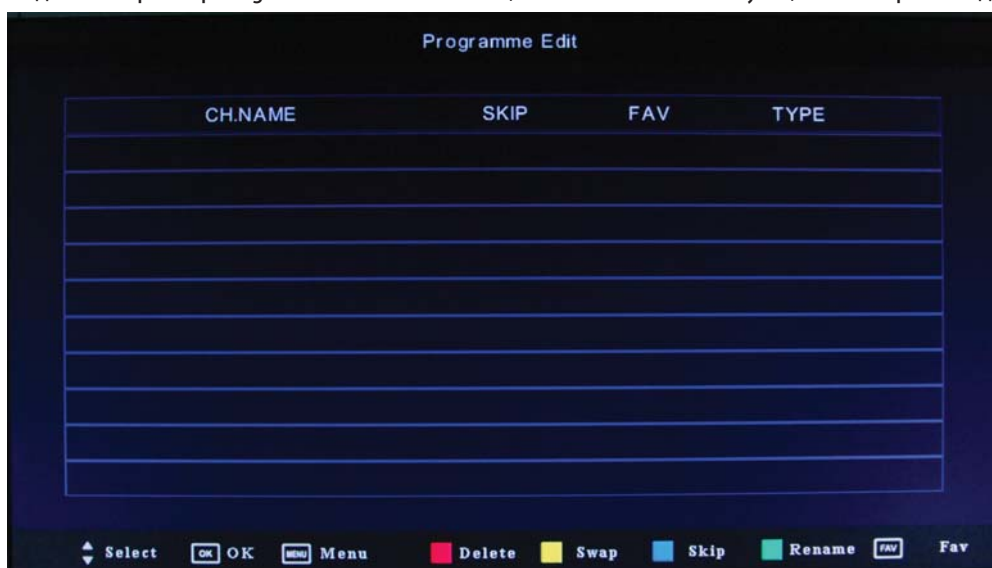 Programme Edit
CH.NAME SKIP FAV TYPE
Select OK OK MENU Menu Delete Swap Skip Rename FAV Fav